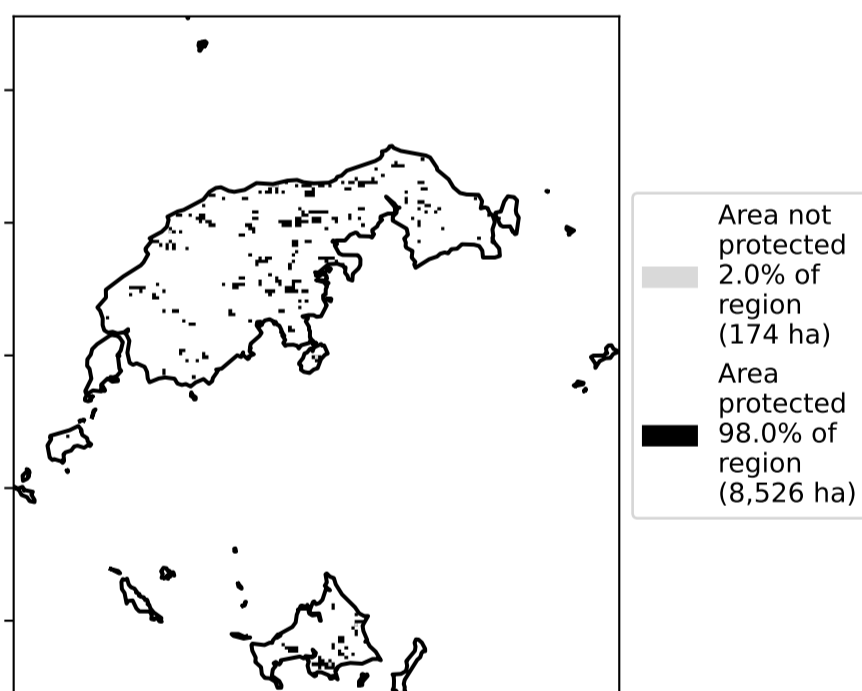 Area not
protected
2.0% of
region
(174 ha)
Area
protected
98.0% of
region
(8,526 ha)